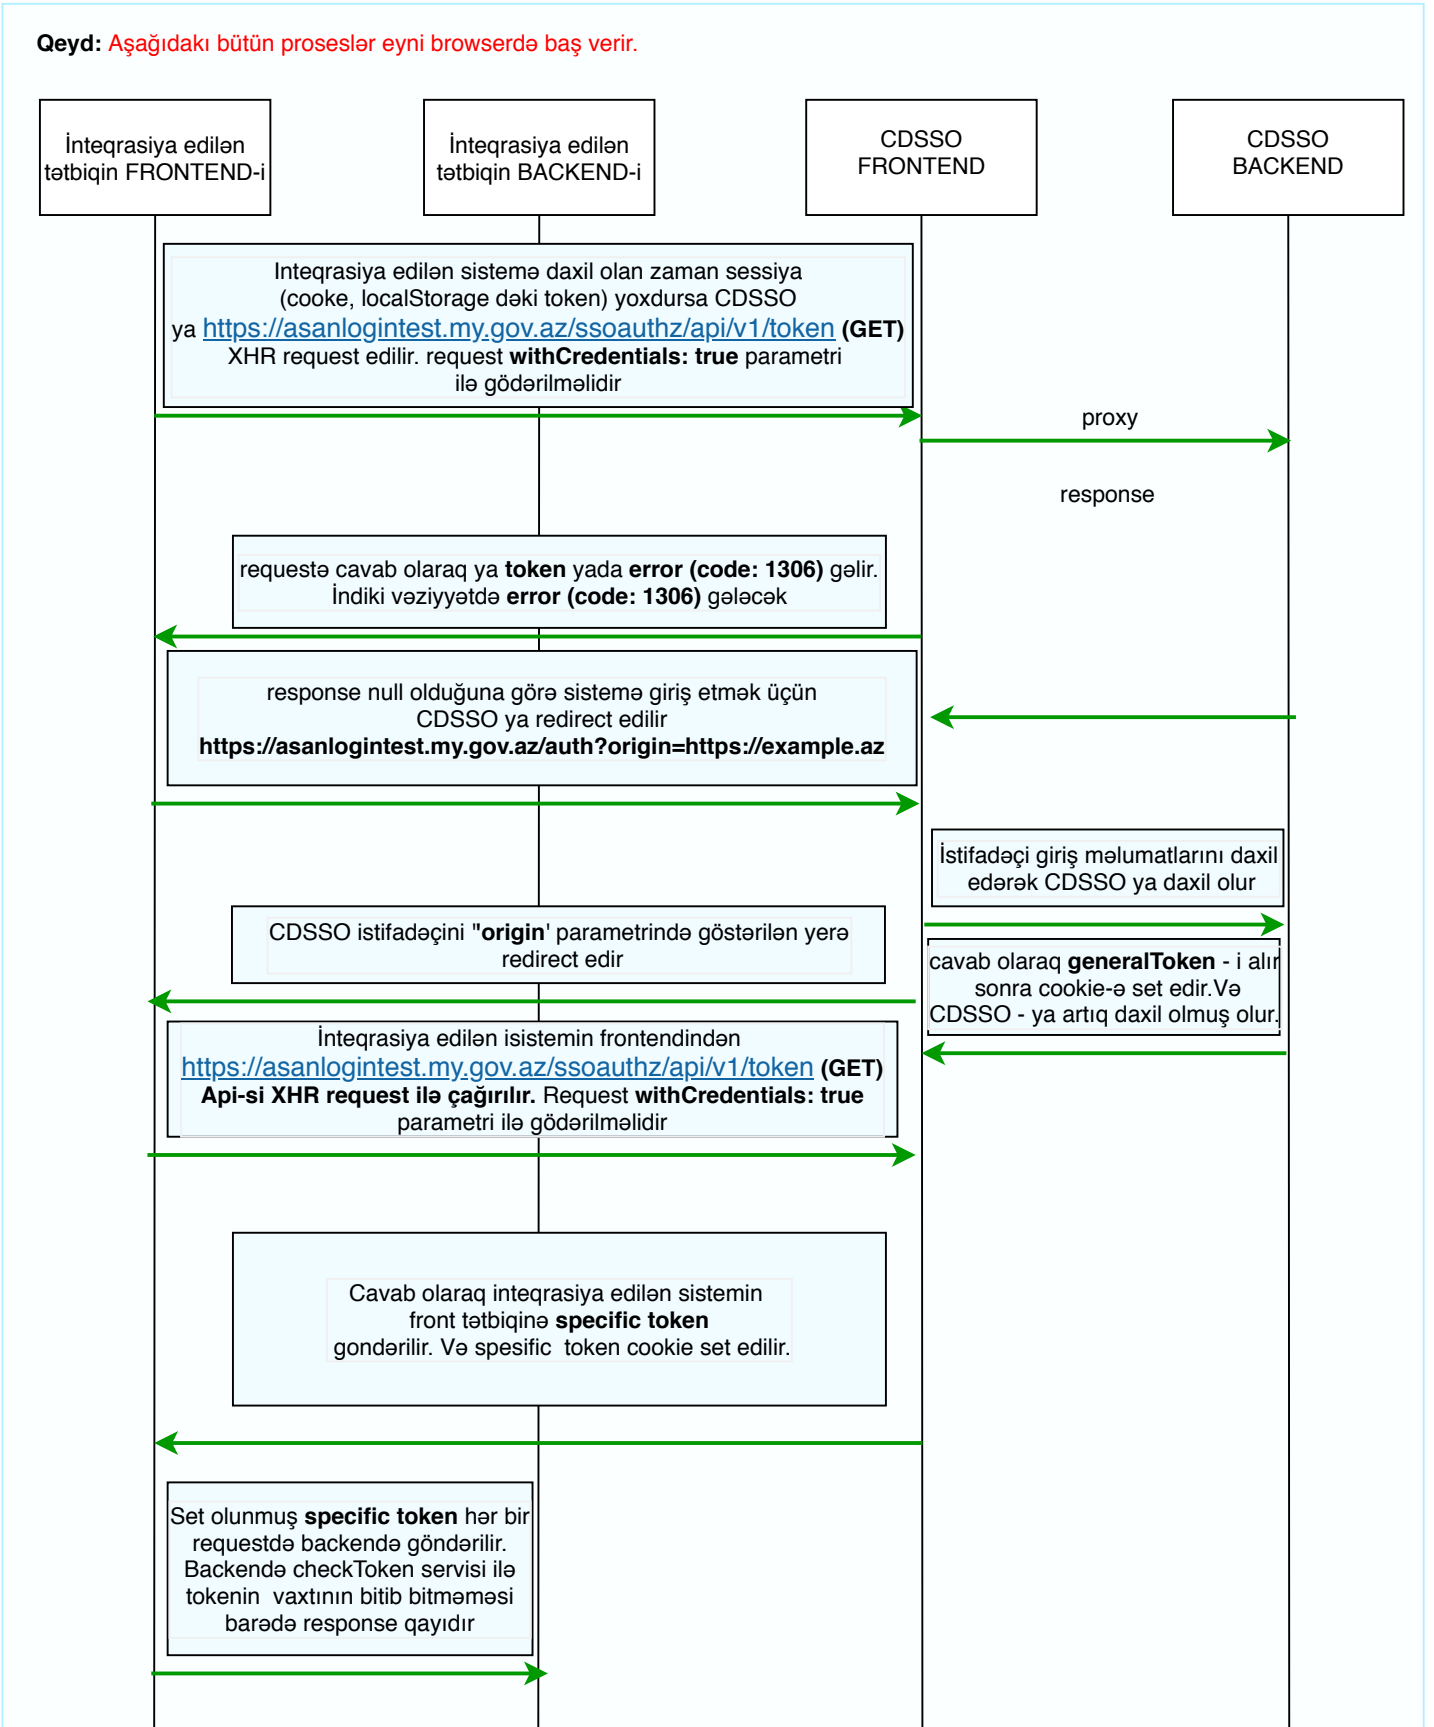 Qeyd: Aşağıdakı bütün proseslər eyni browserdə baş verir.
İnteqrasiya edilən
tətbiqin FRONTEND-i
İnteqrasiya edilən
tətbiqin BACKEND-i
CDSSO
FRONTEND
CDSSO
BACKEND
Inteqrasiya edilən sistemə daxil olan zaman sessiya
(cooke, localStorage dəki token) yoxdursa CDSSO
ya https://asanlogintest.my.gov.az/ssoauthz/api/v1/token (GET)
XHR request edilir. request withCredentials: true parametri
ilə gödərilməlidir
proxy
response
requestə cavab olaraq ya token yada error (code: 1306) gəlir.
İndiki vəziyyətdə error (code: 1306) gələcək
response null olduğuna görə sistemə giriş etmək üçün
CDSSO ya redirect edilir
https://asanlogintest.my.gov.az/auth?origin=https://example.az
İstifadəçi giriş məlumatlarını daxil
edərək CDSSO ya daxil olur
CDSSO istifadəçini "origin' parametrində göstərilən yerə
redirect edir
cavab olaraq generalToken - i alır
sonra cookie-ə set edir.Və
CDSSO - ya artıq daxil olmuş olur.
İnteqrasiya edilən isistemin frontendindən
https://asanlogintest.my.gov.az/ssoauthz/api/v1/token (GET)
Api-si XHR request ilə çağırılır. Request withCredentials: true
parametri ilə gödərilməlidir
Cavab olaraq inteqrasiya edilən sistemin
front tətbiqinə specific token
gondərilir. Və spesific  token cookie set edilir.
Set olunmuş specific token hər bir
requestdə backendə göndərilir.
Backendə checkToken servisi ilə
tokenin  vaxtının bitib bitməməsi
barədə response qayıdır